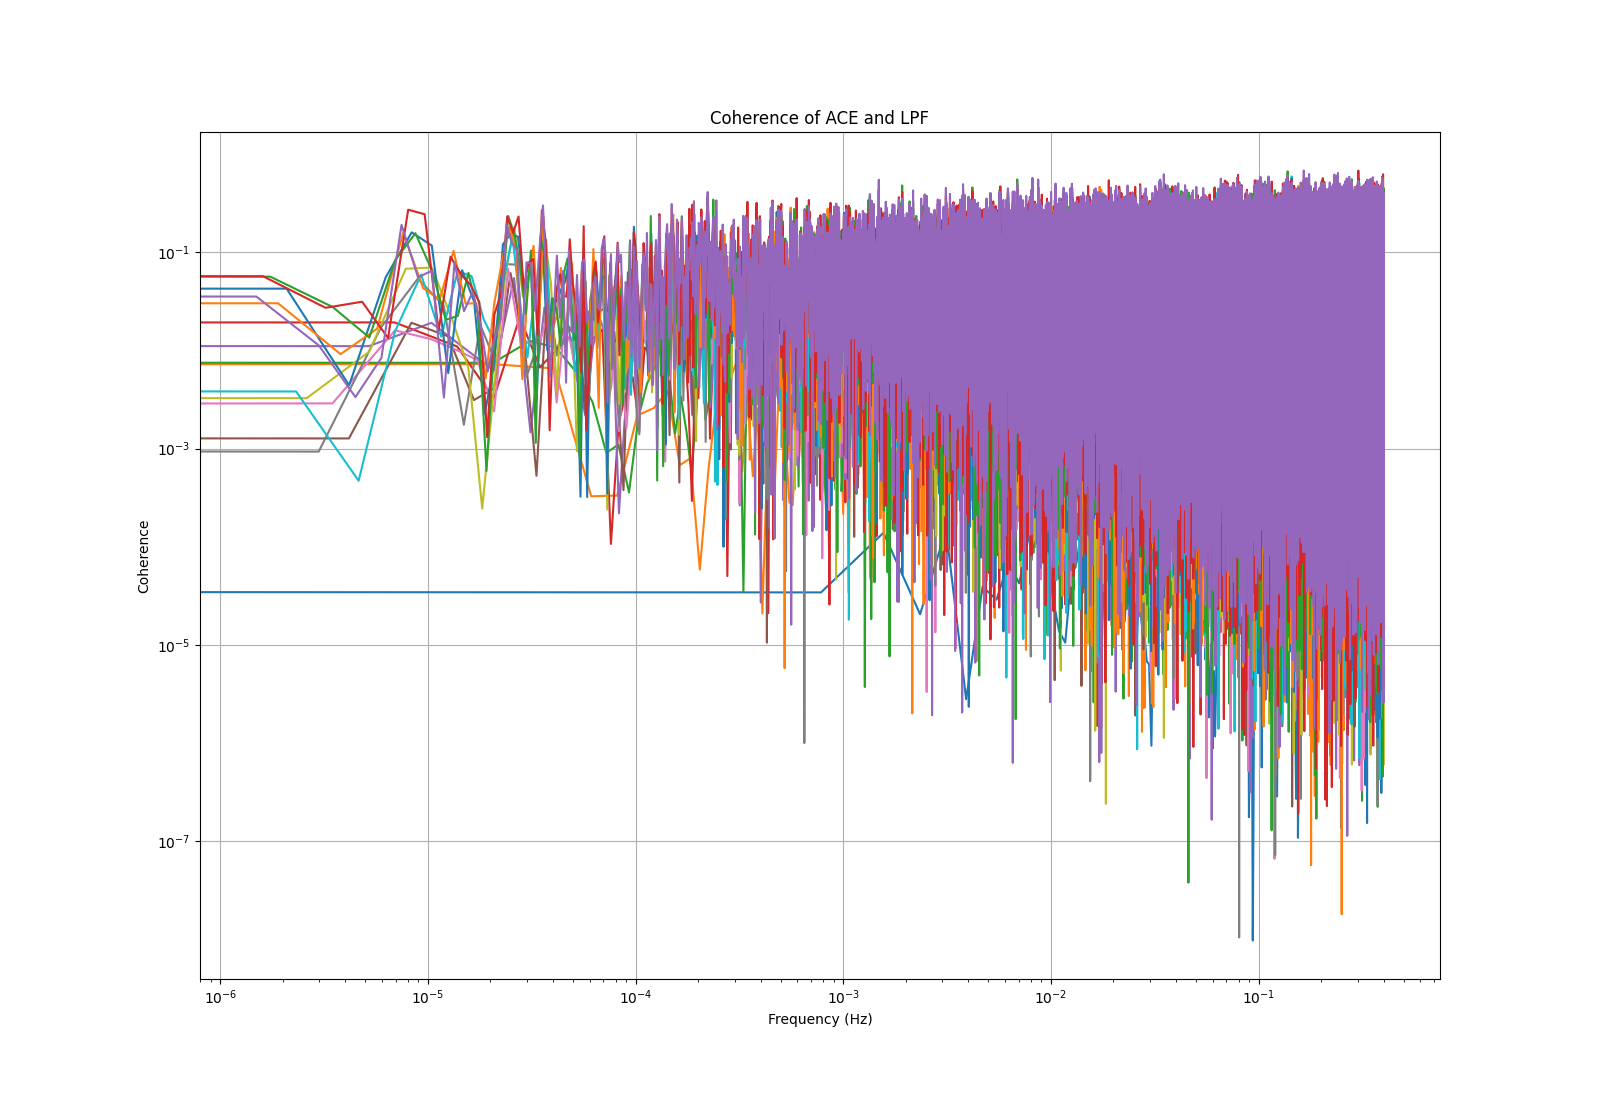 Coherence of ACE and LPF
Coherence
10⁻¹
10⁻³
10⁻⁵
10⁻⁷
10⁻⁶ 10⁻⁵ 10⁻⁴ 10⁻³ 10⁻² 10⁻¹
Frequency (Hz)